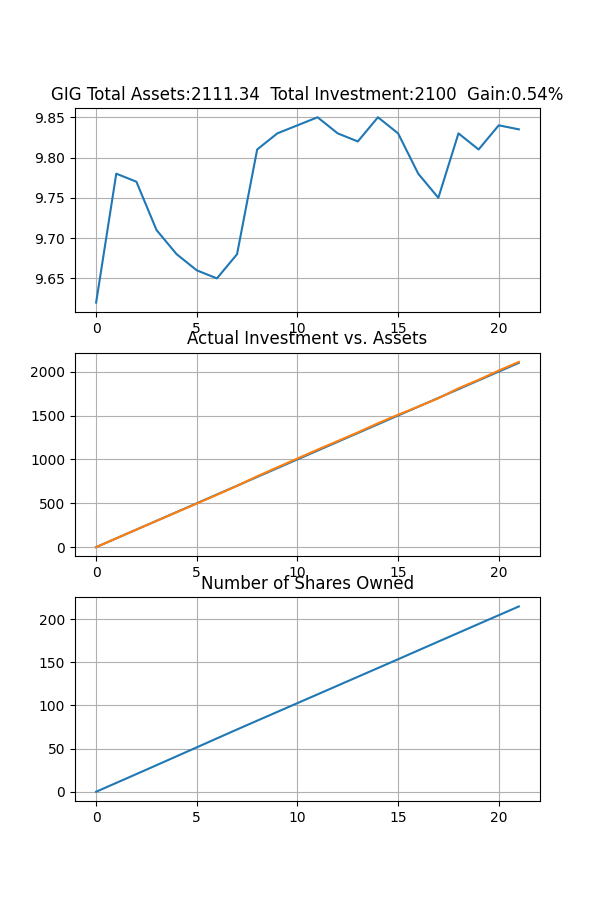 GIG Total Assets:2111.34  Total Investment:2100  Gain:0.54%
9.85
9.80
9.75
9.70
9.65
0 5 10 15 20
Actual Investment vs. Assets
2000
1500
1000
500
0
0 5 10 15 20
Number of Shares Owned
200
150
100
50
0
0 5 10 15 20